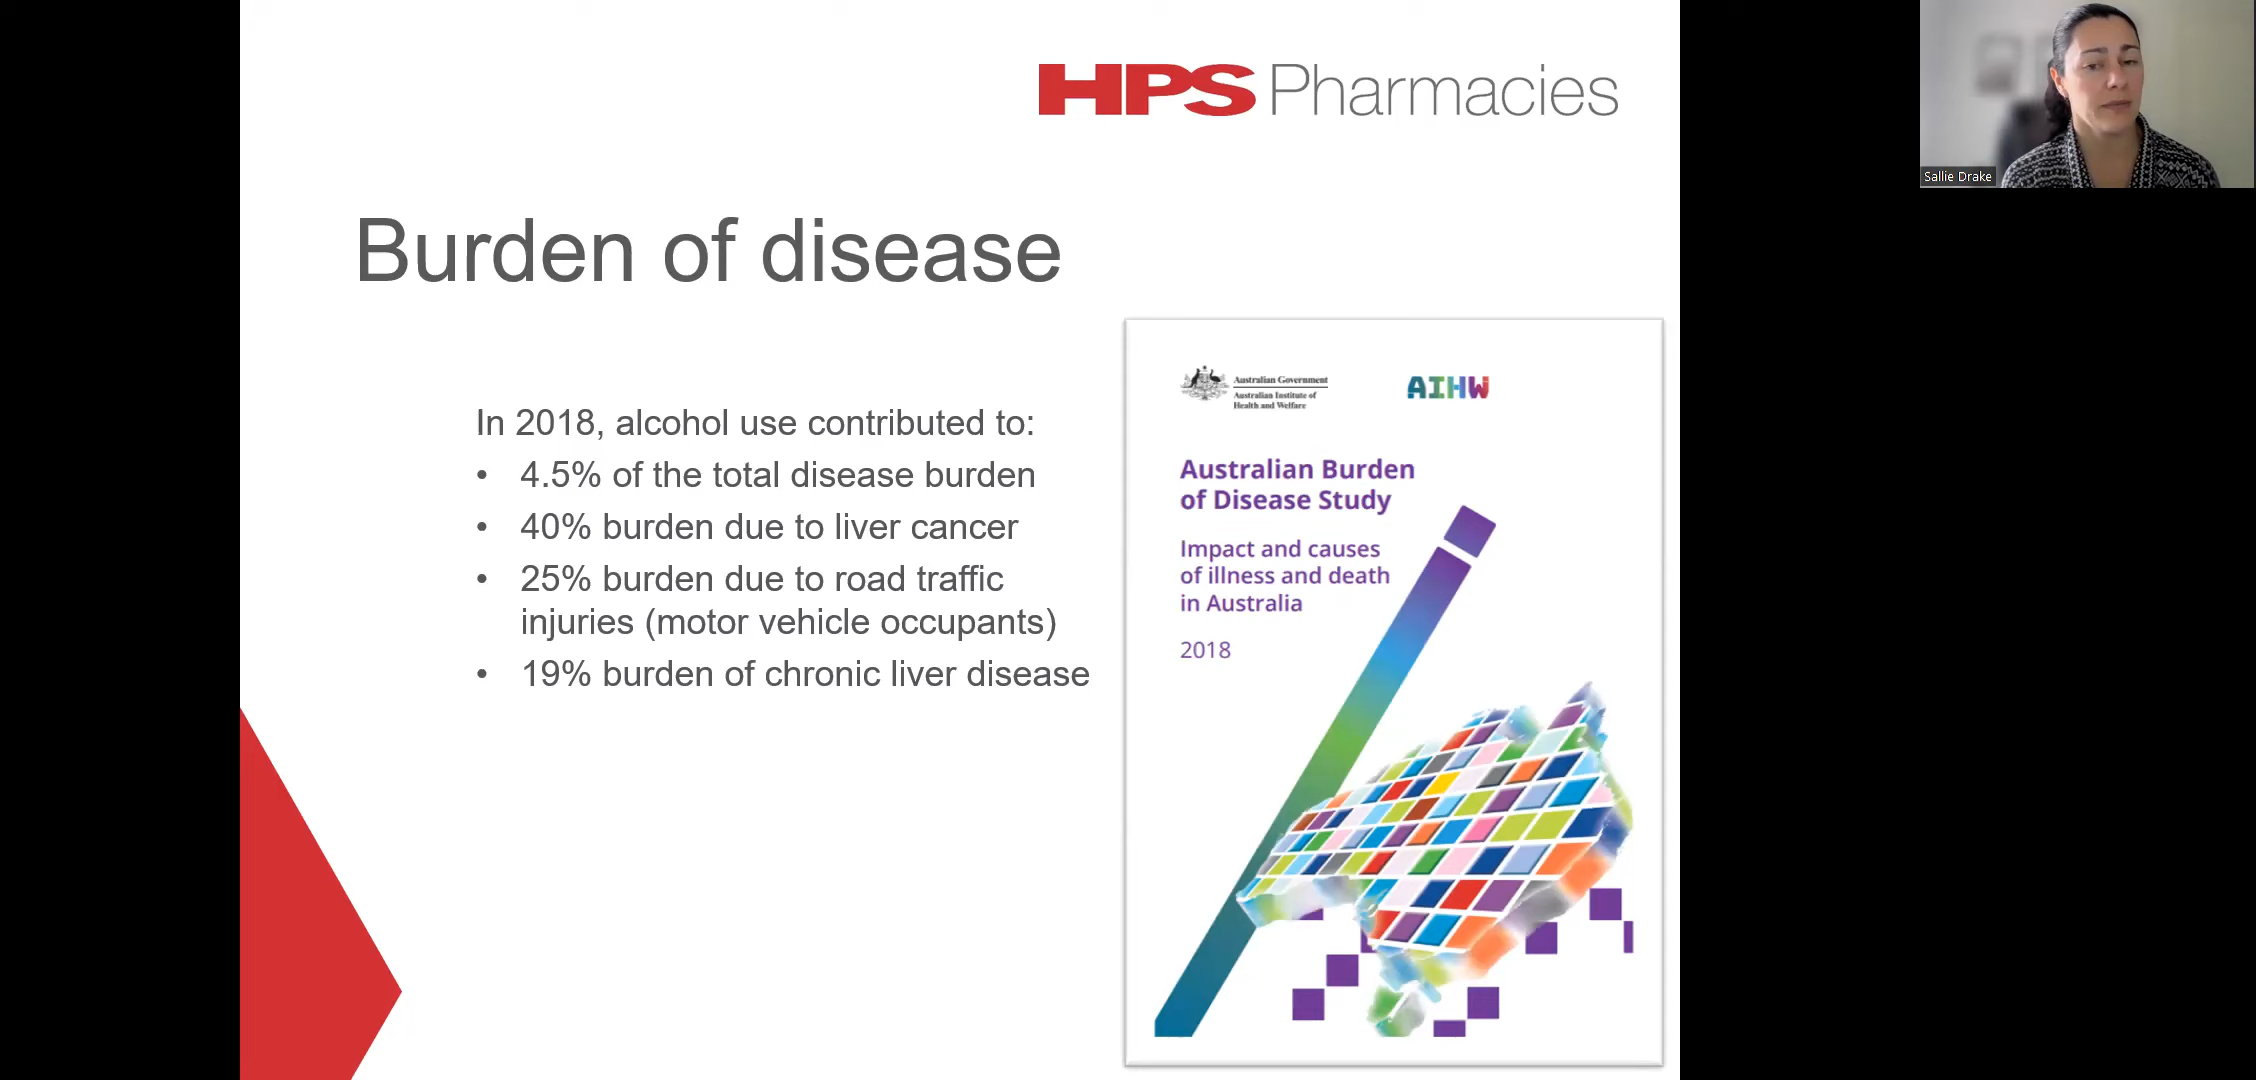 HPS Pharmacies
Sallie Drake
Burden of disease
In 2018, alcohol use contributed to:
• 4.5% of the total disease burden
• 40% burden due to liver cancer
• 25% burden due to road traffic
injuries (motor vehicle occupants)
• 19% burden of chronic liver disease
Australian Government
Australian Institute of
Health and Welfare
AIHW
Australian Burden
of Disease Study
Impact and causes
of illness and death
in Australia
2018